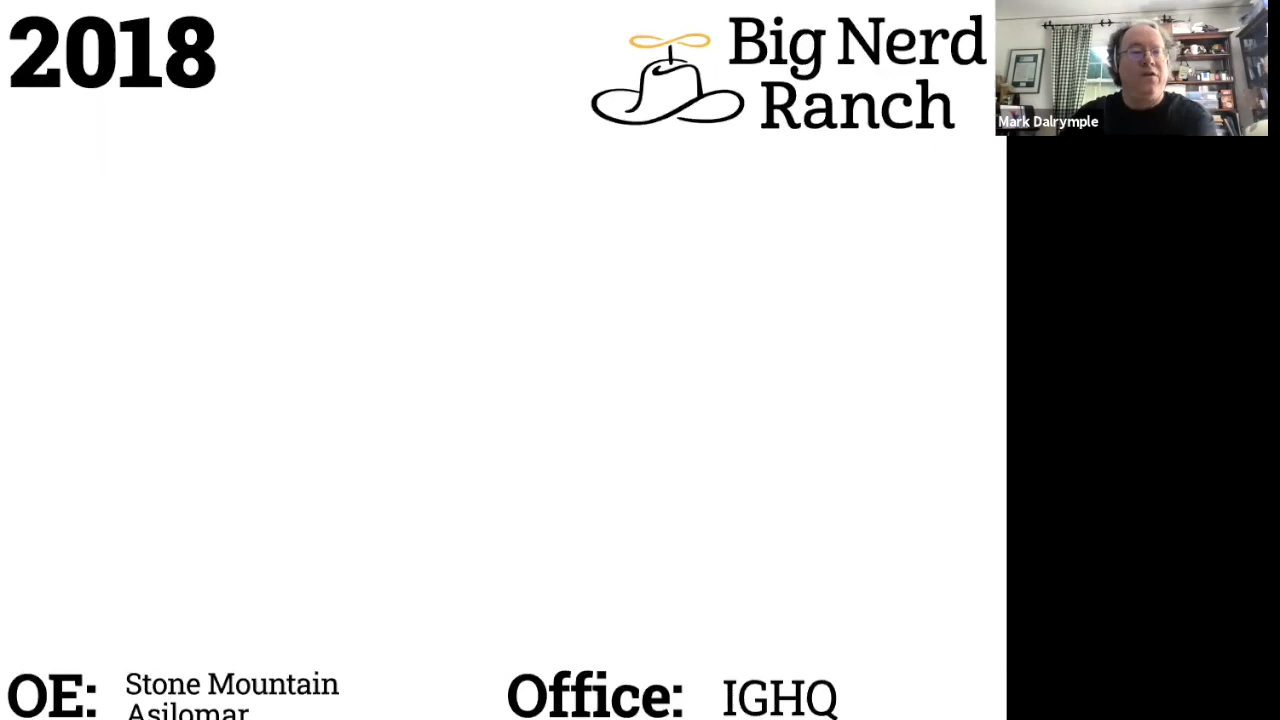 2018
Big Nerd
Ranch
Mark Dalrymple
OE: Stone Mountain
Asilomar
Office: IGHQ